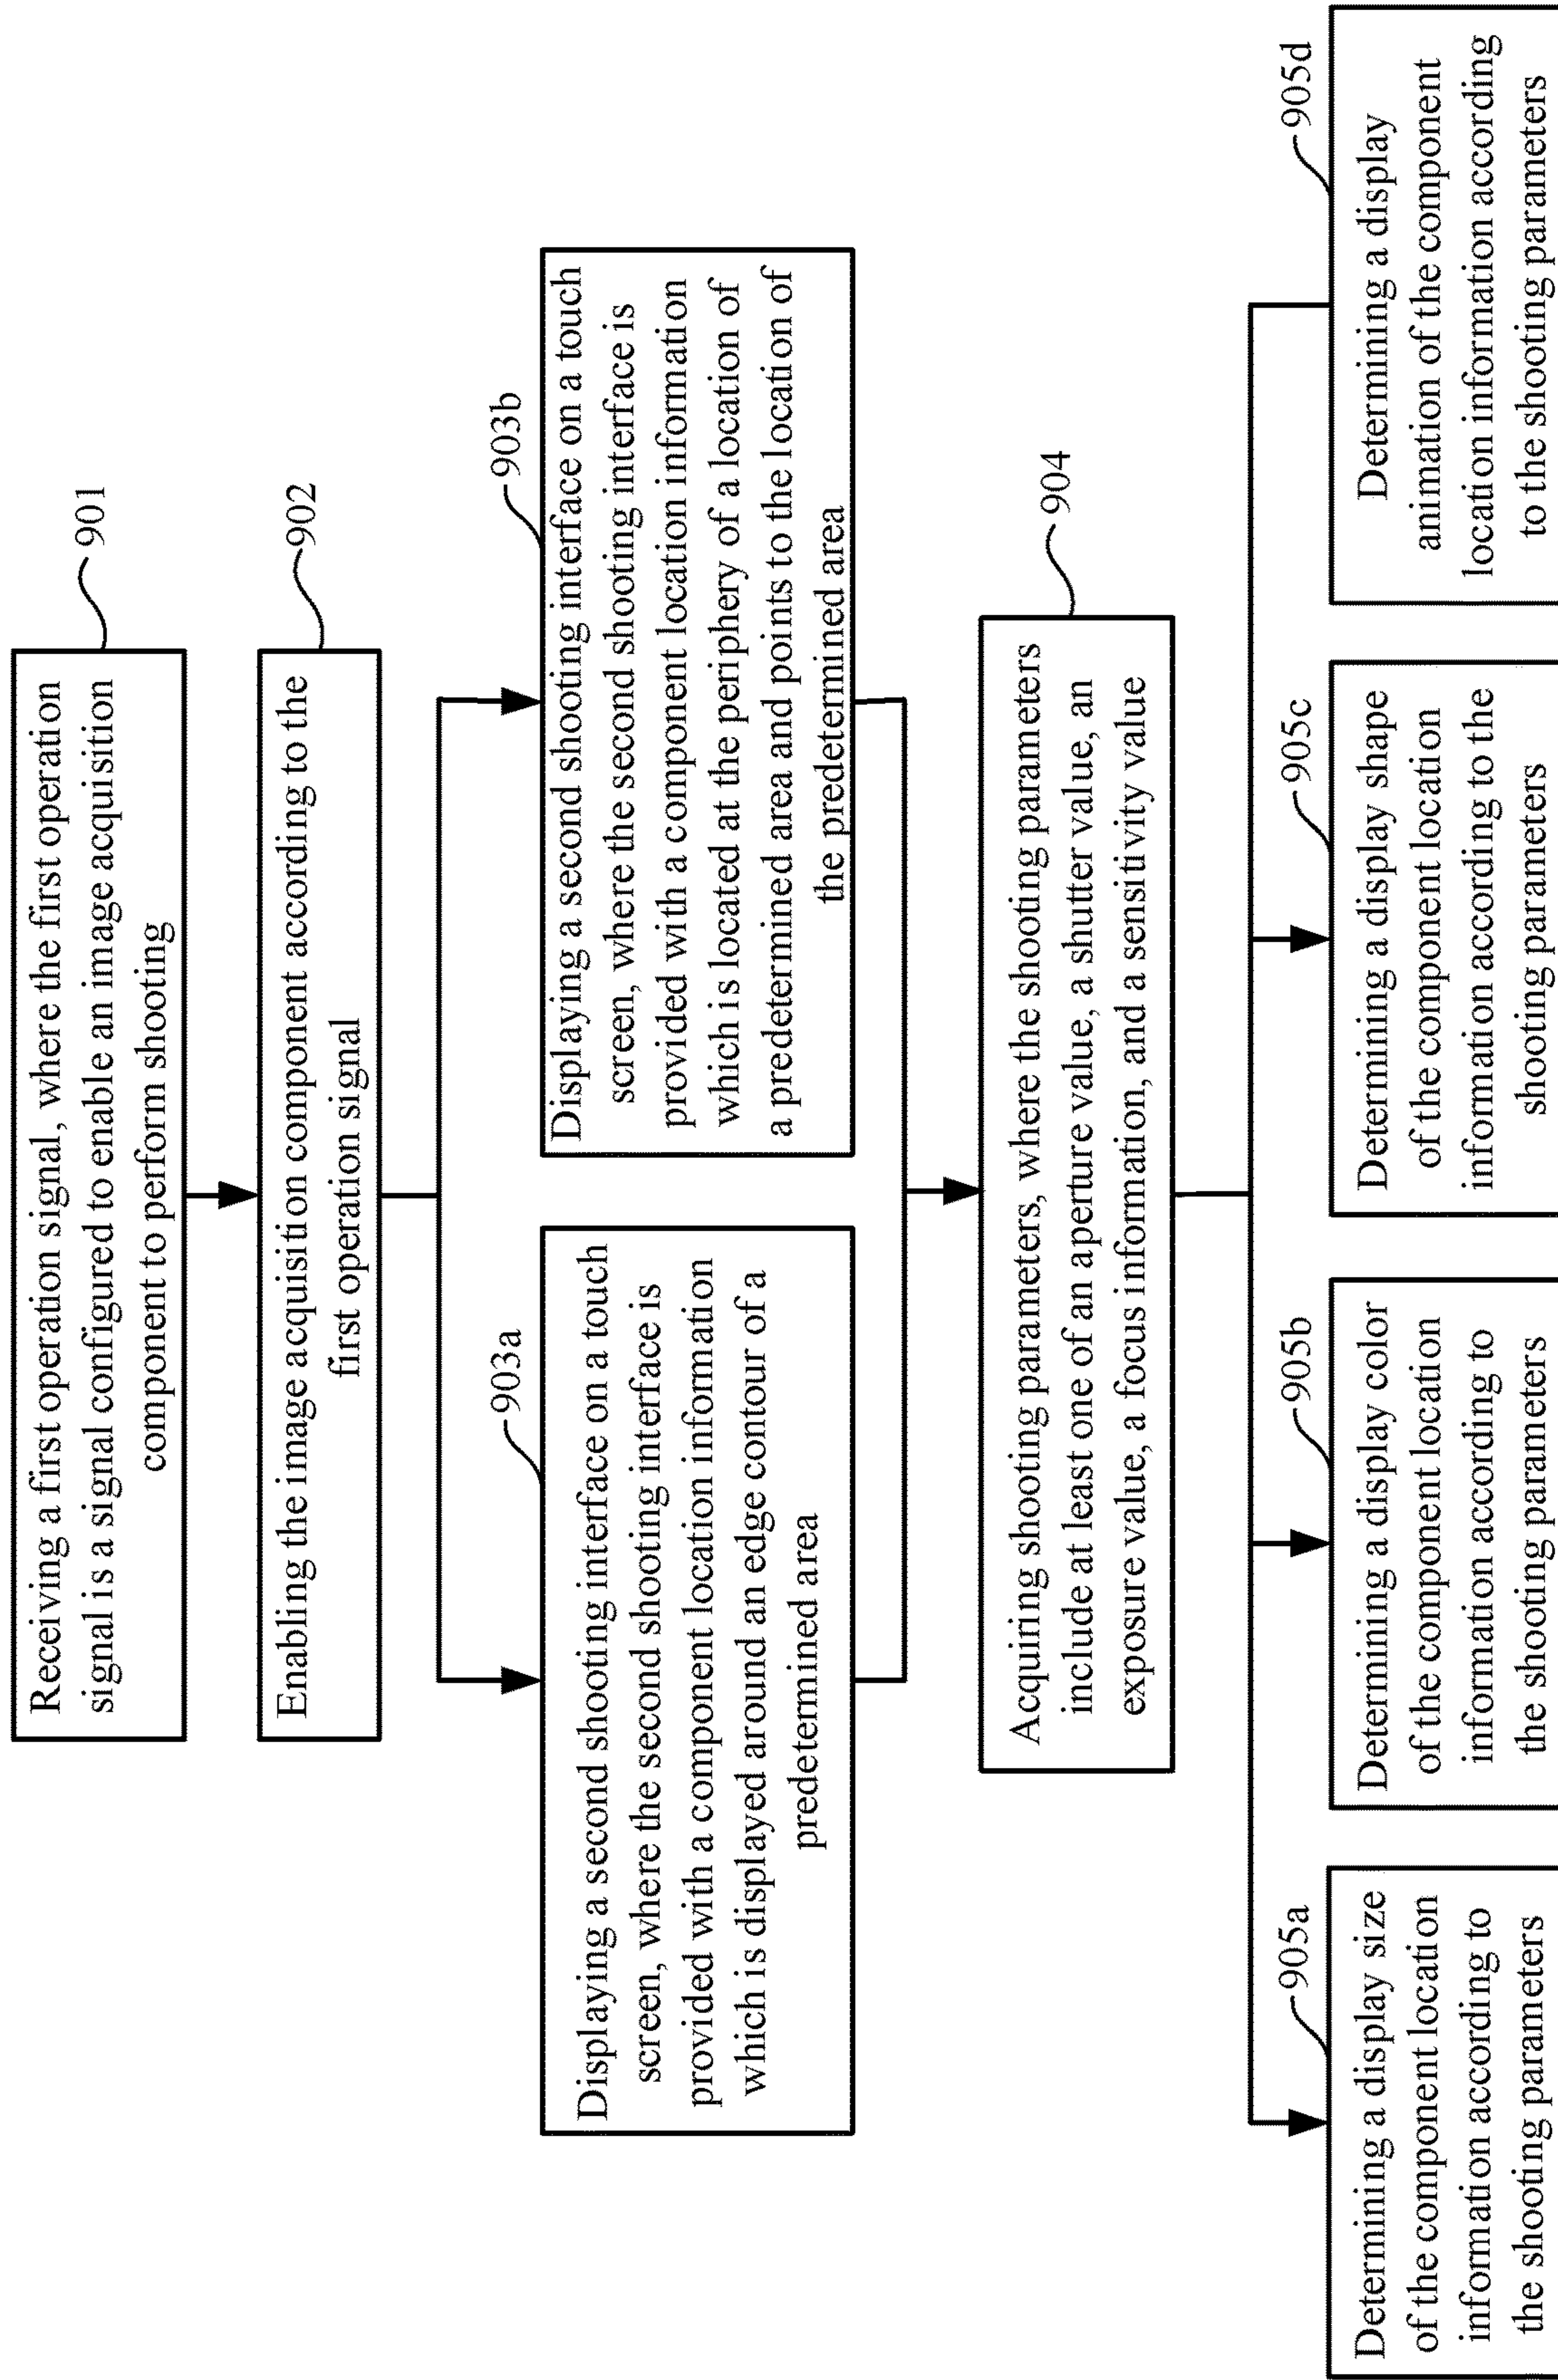 Receiving a first operation signal, where the first operation
signal is a signal configured to enable an image acquisition
component to perform shooting
901
Enabling the image acquisition component according to the
first operation signal
902
903a
Displaying a second shooting interface on a touch
screen, where the second shooting interface is
provided with a component location information
which is displayed around an edge contour of a
predetermined area
903b
Displaying a second shooting interface on a touch
screen, where the second shooting interface is
provided with a component location information
which is located at the periphery of a location of
a predetermined area and points to the location of
the predetermined area
904
Acquiring shooting parameters, where the shooting parameters
include at least one of an aperture value, a shutter value, an
exposure value, a focus information, and a sensitivity value
905a
Determining a display size
of the component location
information according to
the shooting parameters
905b
Determining a display color
of the component location
information according to
the shooting parameters
905c
Determining a display shape
of the component location
information according to the
shooting parameters
905d
Determining a display
animation of the component
location information according
to the shooting parameters